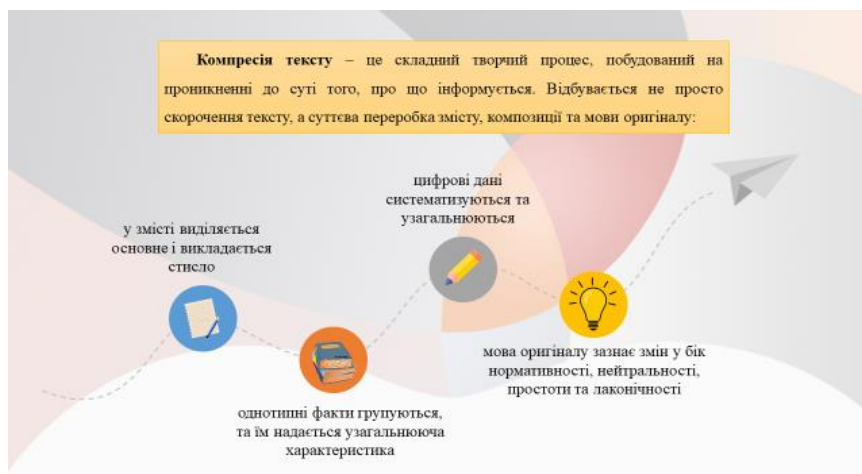 Компресія тексту – це складний творчий процес, побудований на
проникненні до суті того, про що інформується. Відбувається не просто
скорочення тексту, а суттєва переробка змісту, композиції та мови оригіналу:
у змісті виділяється
основне і викладається
стисло
однотипні факти групуються,
та їм надається узагальнююча
характеристика
цифрові дані
систематизуються та
узагальнюються
мова оригіналу зазнає змін у бік
нормативності, нейтральності,
простоти та лаконічності